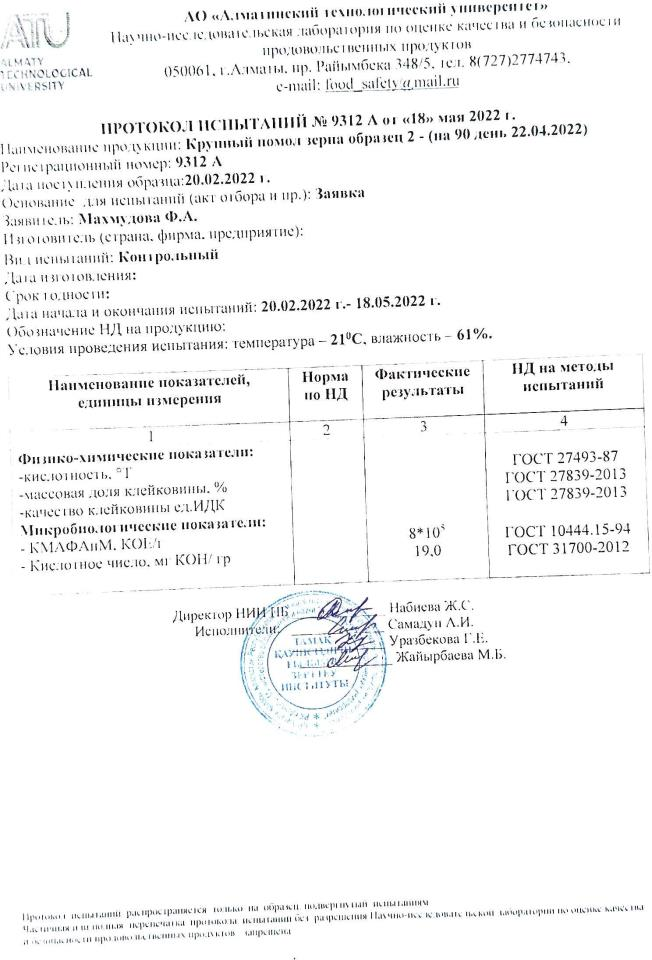 ATU
ALMATY
TECHNOLOGICAL
UNIVERSITY
АО «Алматинский технологический университет»
Научно-исследовательская лаборатория по оценке качества и безопасности
продовольственных продуктов
050061, г.Алматы, пр. Райымбека 348/5, тел. 8(727)2774743,
e-mail: food_safety@mail.ru
ПРОТОКОЛ ИСПЫТАНИЙ № 9312 А от «18» мая 2022 г.
Наименование продукции: Крупный помол зерна образец 2 - (на 90 день 22.04.2022)
Регистрационный номер: 9312 А
Дата поступления образца:20.02.2022 г.
Основание для испытаний (акт отбора и пр.): Заявка
Заявитель: Махмудова Ф.А.
Изготовитель (страна, фирма, предприятие):
Вид испытаний: Контрольный
Дата изготовления:
Срок годности:
Дата начала и окончания испытаний: 20.02.2022 г.- 18.05.2022 г.
Обозначение НД на продукцию:
Условия проведения испытания: температура – 21⁰С, влажность – 61%.
Наименование показателей, единицы измерения Норма по НД Фактические результаты НД на методы испытаний
1 2 3 4
Физико-химические показатели:
-кислотность, °Т ГОСТ 27493-87
-массовая доля клейковины, % ГОСТ 27839-2013
-качество клейковины ед.ИДК ГОСТ 27839-2013
Микробиологические показатели:
- КМАФАнМ, КОЕ/г 8*10⁵ ГОСТ 10444.15-94
- Кислотное число, мг КОН/ гр 19,0 ГОСТ 31700-2012
Директор НИИ ПБ Набиева Ж.С.
Исполнители: Самадун А.И.
Уразбекова Г.Е.
Жайырбаева М.Б.
ТАМАҚ
ҚАУІПСІЗДІГІ
ҒЫЛЫМИ
ЗЕРТТЕУ
ИНСТИТУТЫ
Протокол испытаний распространяется только на образец, подвергнутый испытаниям
Частичная или полная перепечатка протокола испытаний без разрешения Научно-исследовательской лаборатории по оценке качества
и безопасности продовольственных продуктов запрещена